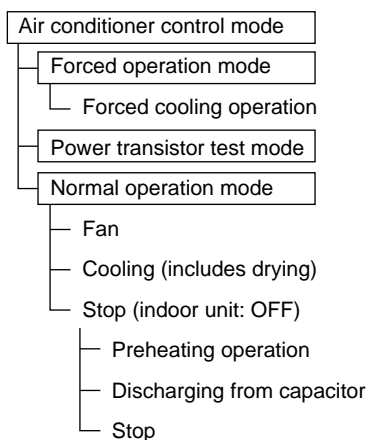 Air conditioner control mode
Forced operation mode
Forced cooling operation
Power transistor test mode
Normal operation mode
Fan
Cooling (includes drying)
Stop (indoor unit: OFF)
Preheating operation
Discharging from capacitor
Stop